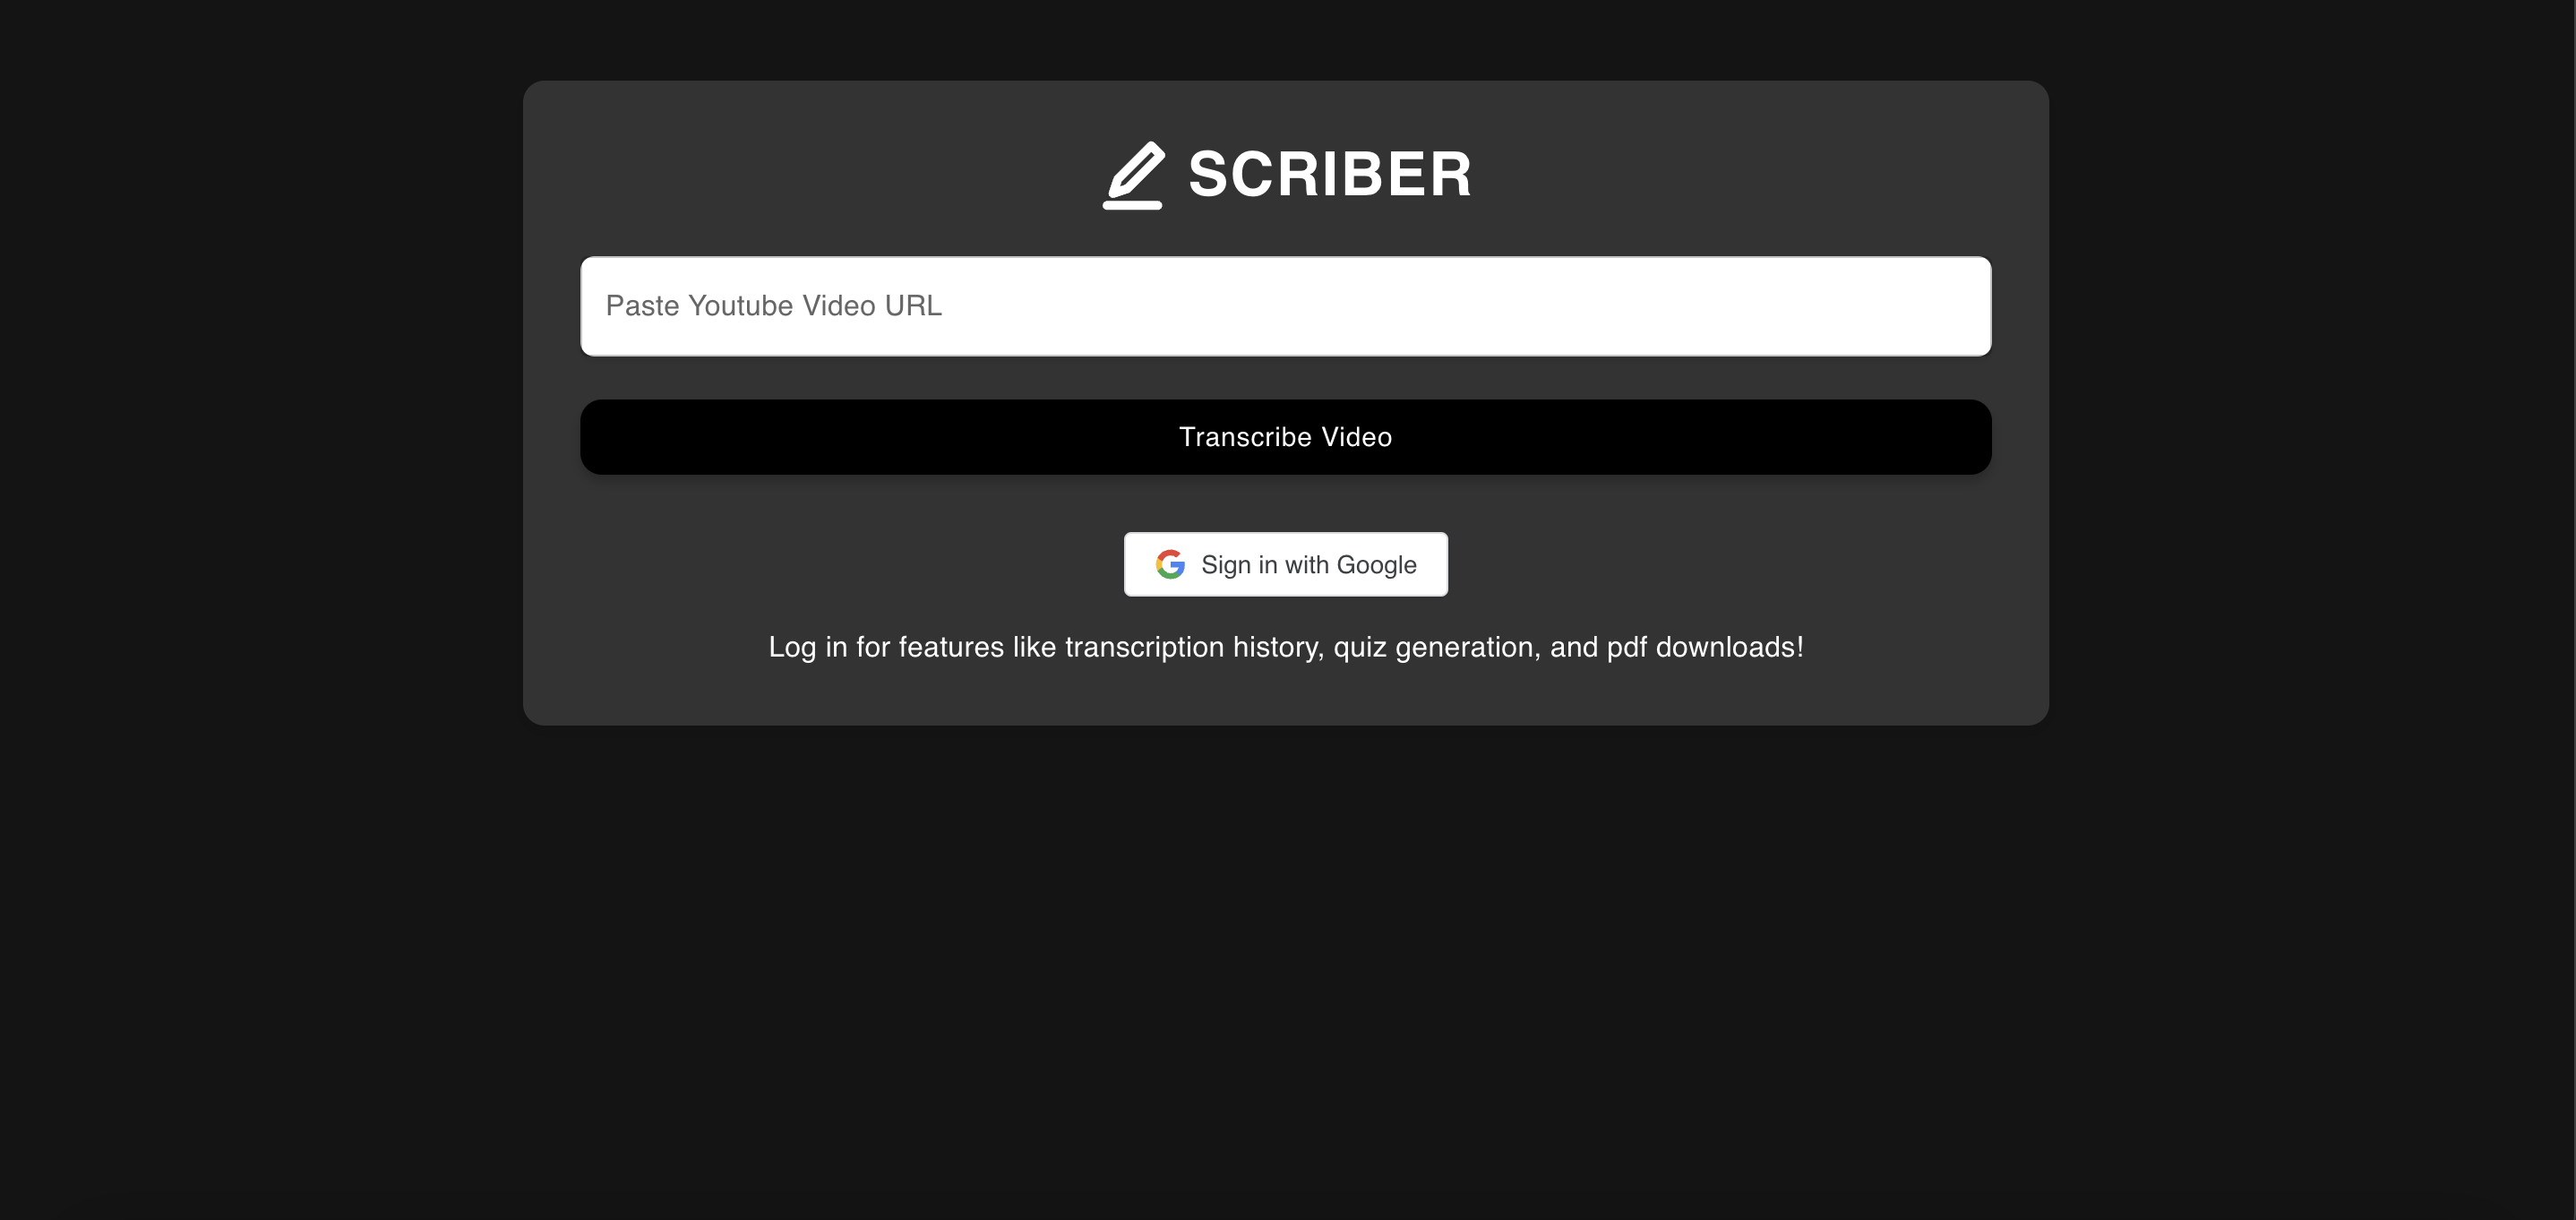 SCRIBER
Paste Youtube Video URL
Transcribe Video
Sign in with Google
Log in for features like transcription history, quiz generation, and pdf downloads!